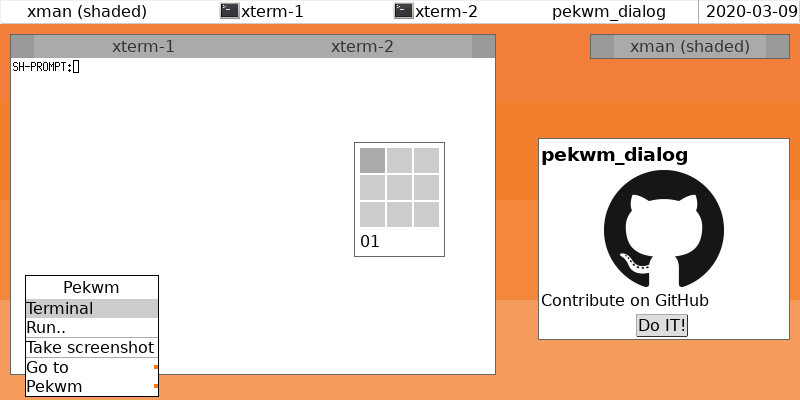 xman (shaded) xterm-1 xterm-2 pekwm_dialog 2020-03-09
xterm-1 xterm-2
xman (shaded)
SH-PROMPT:
01
Pekwm
Terminal
Run..
Take screenshot
Go to
Pekwm
pekwm_dialog
Contribute on GitHub
Do IT!